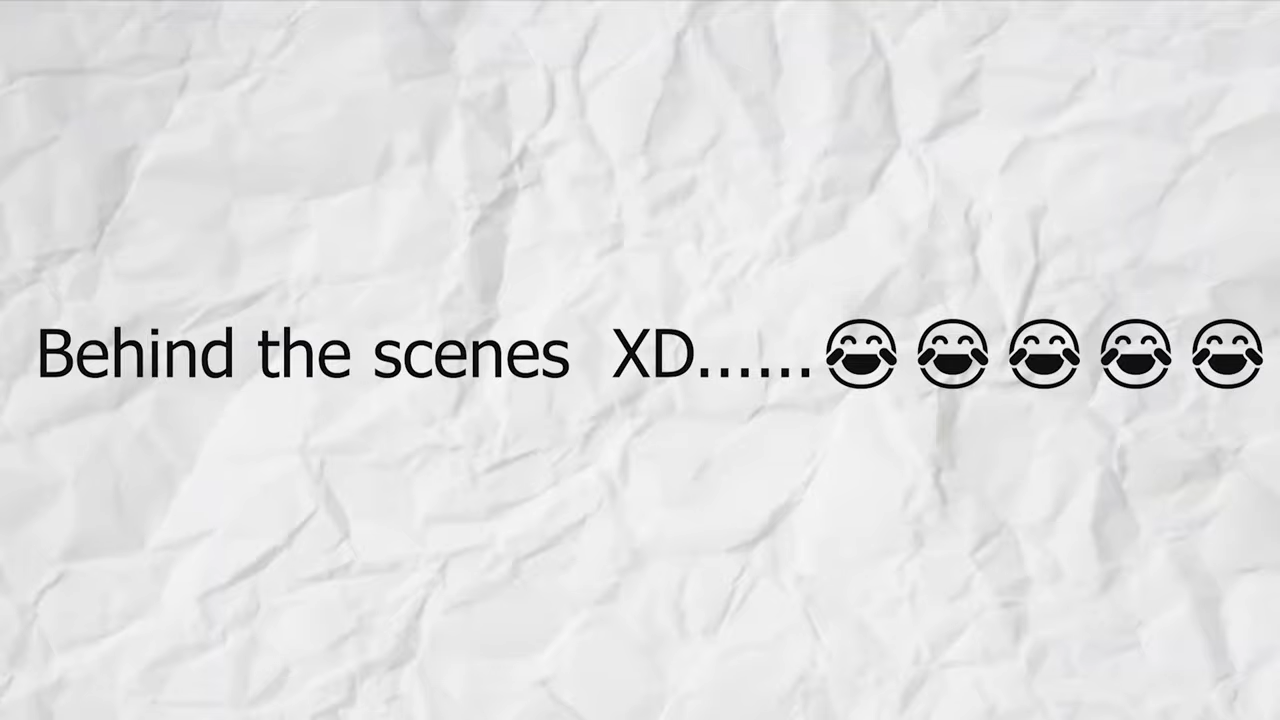 Behind the scenes  XD......😂😂😂😂😂